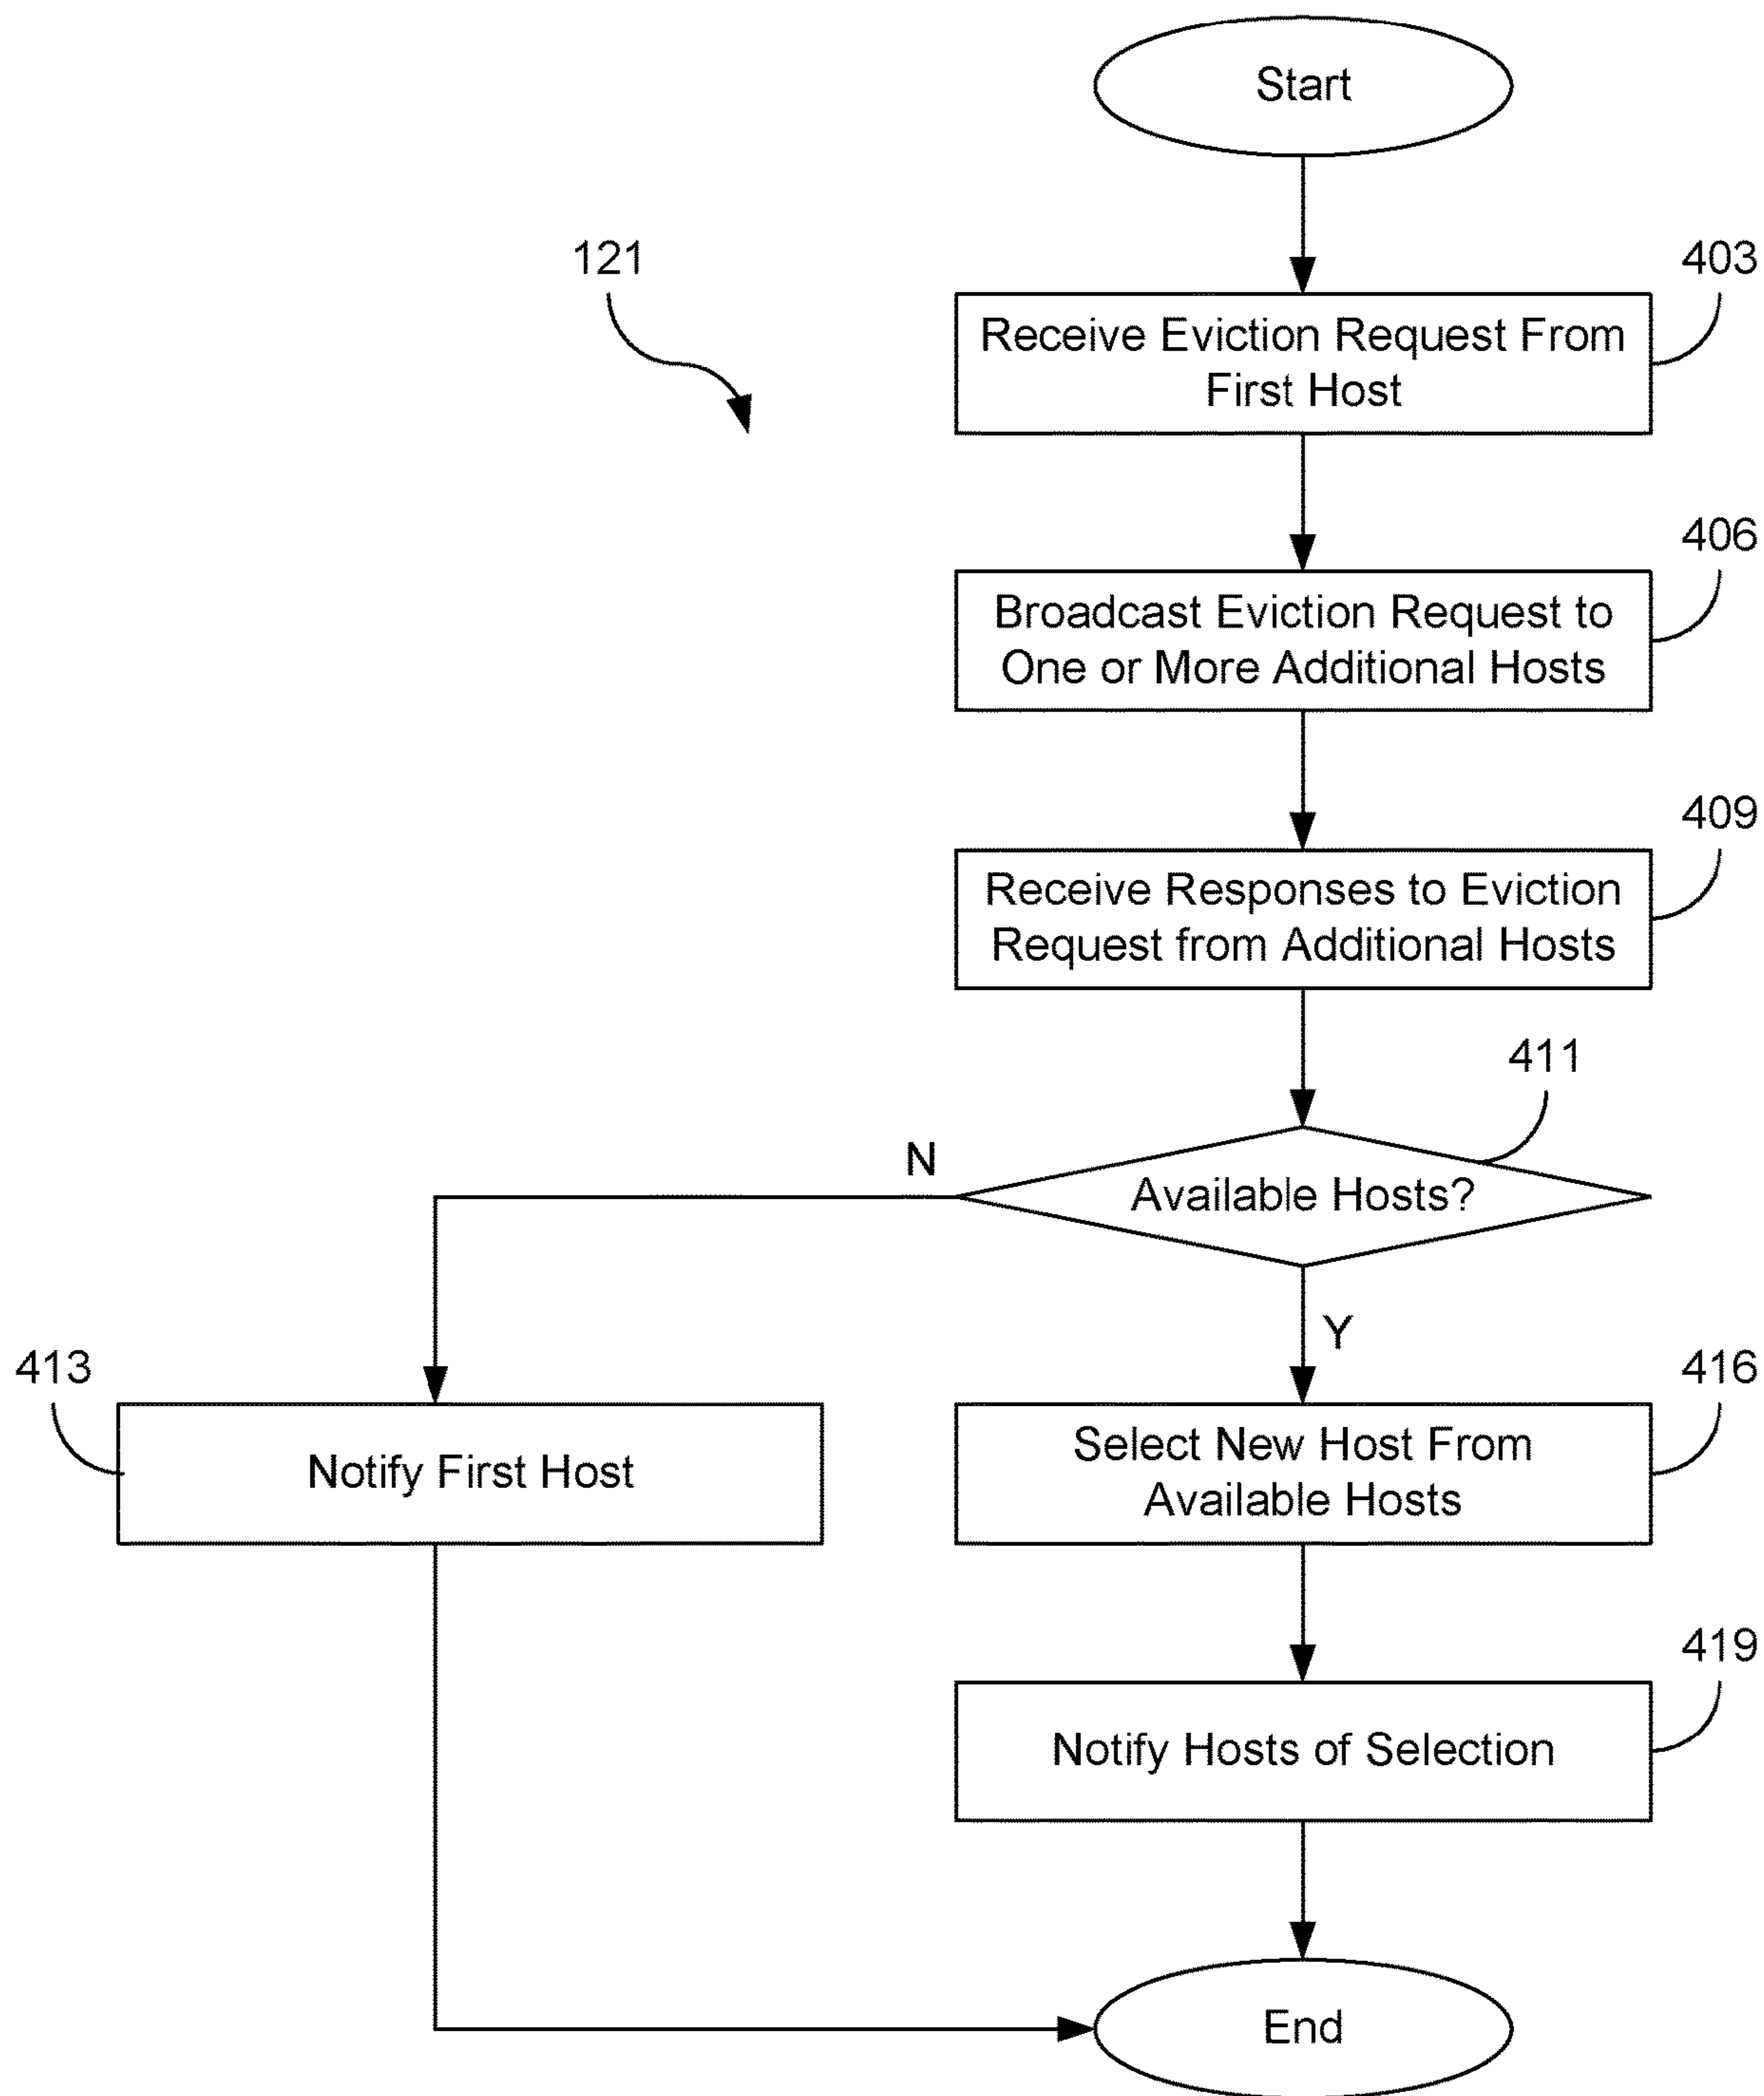 Start
121
403
Receive Eviction Request From
First Host
406
Broadcast Eviction Request to
One or More Additional Hosts
409
Receive Responses to Eviction
Request from Additional Hosts
411
N
Available Hosts?
Y
413
Notify First Host
416
Select New Host From
Available Hosts
419
Notify Hosts of Selection
End